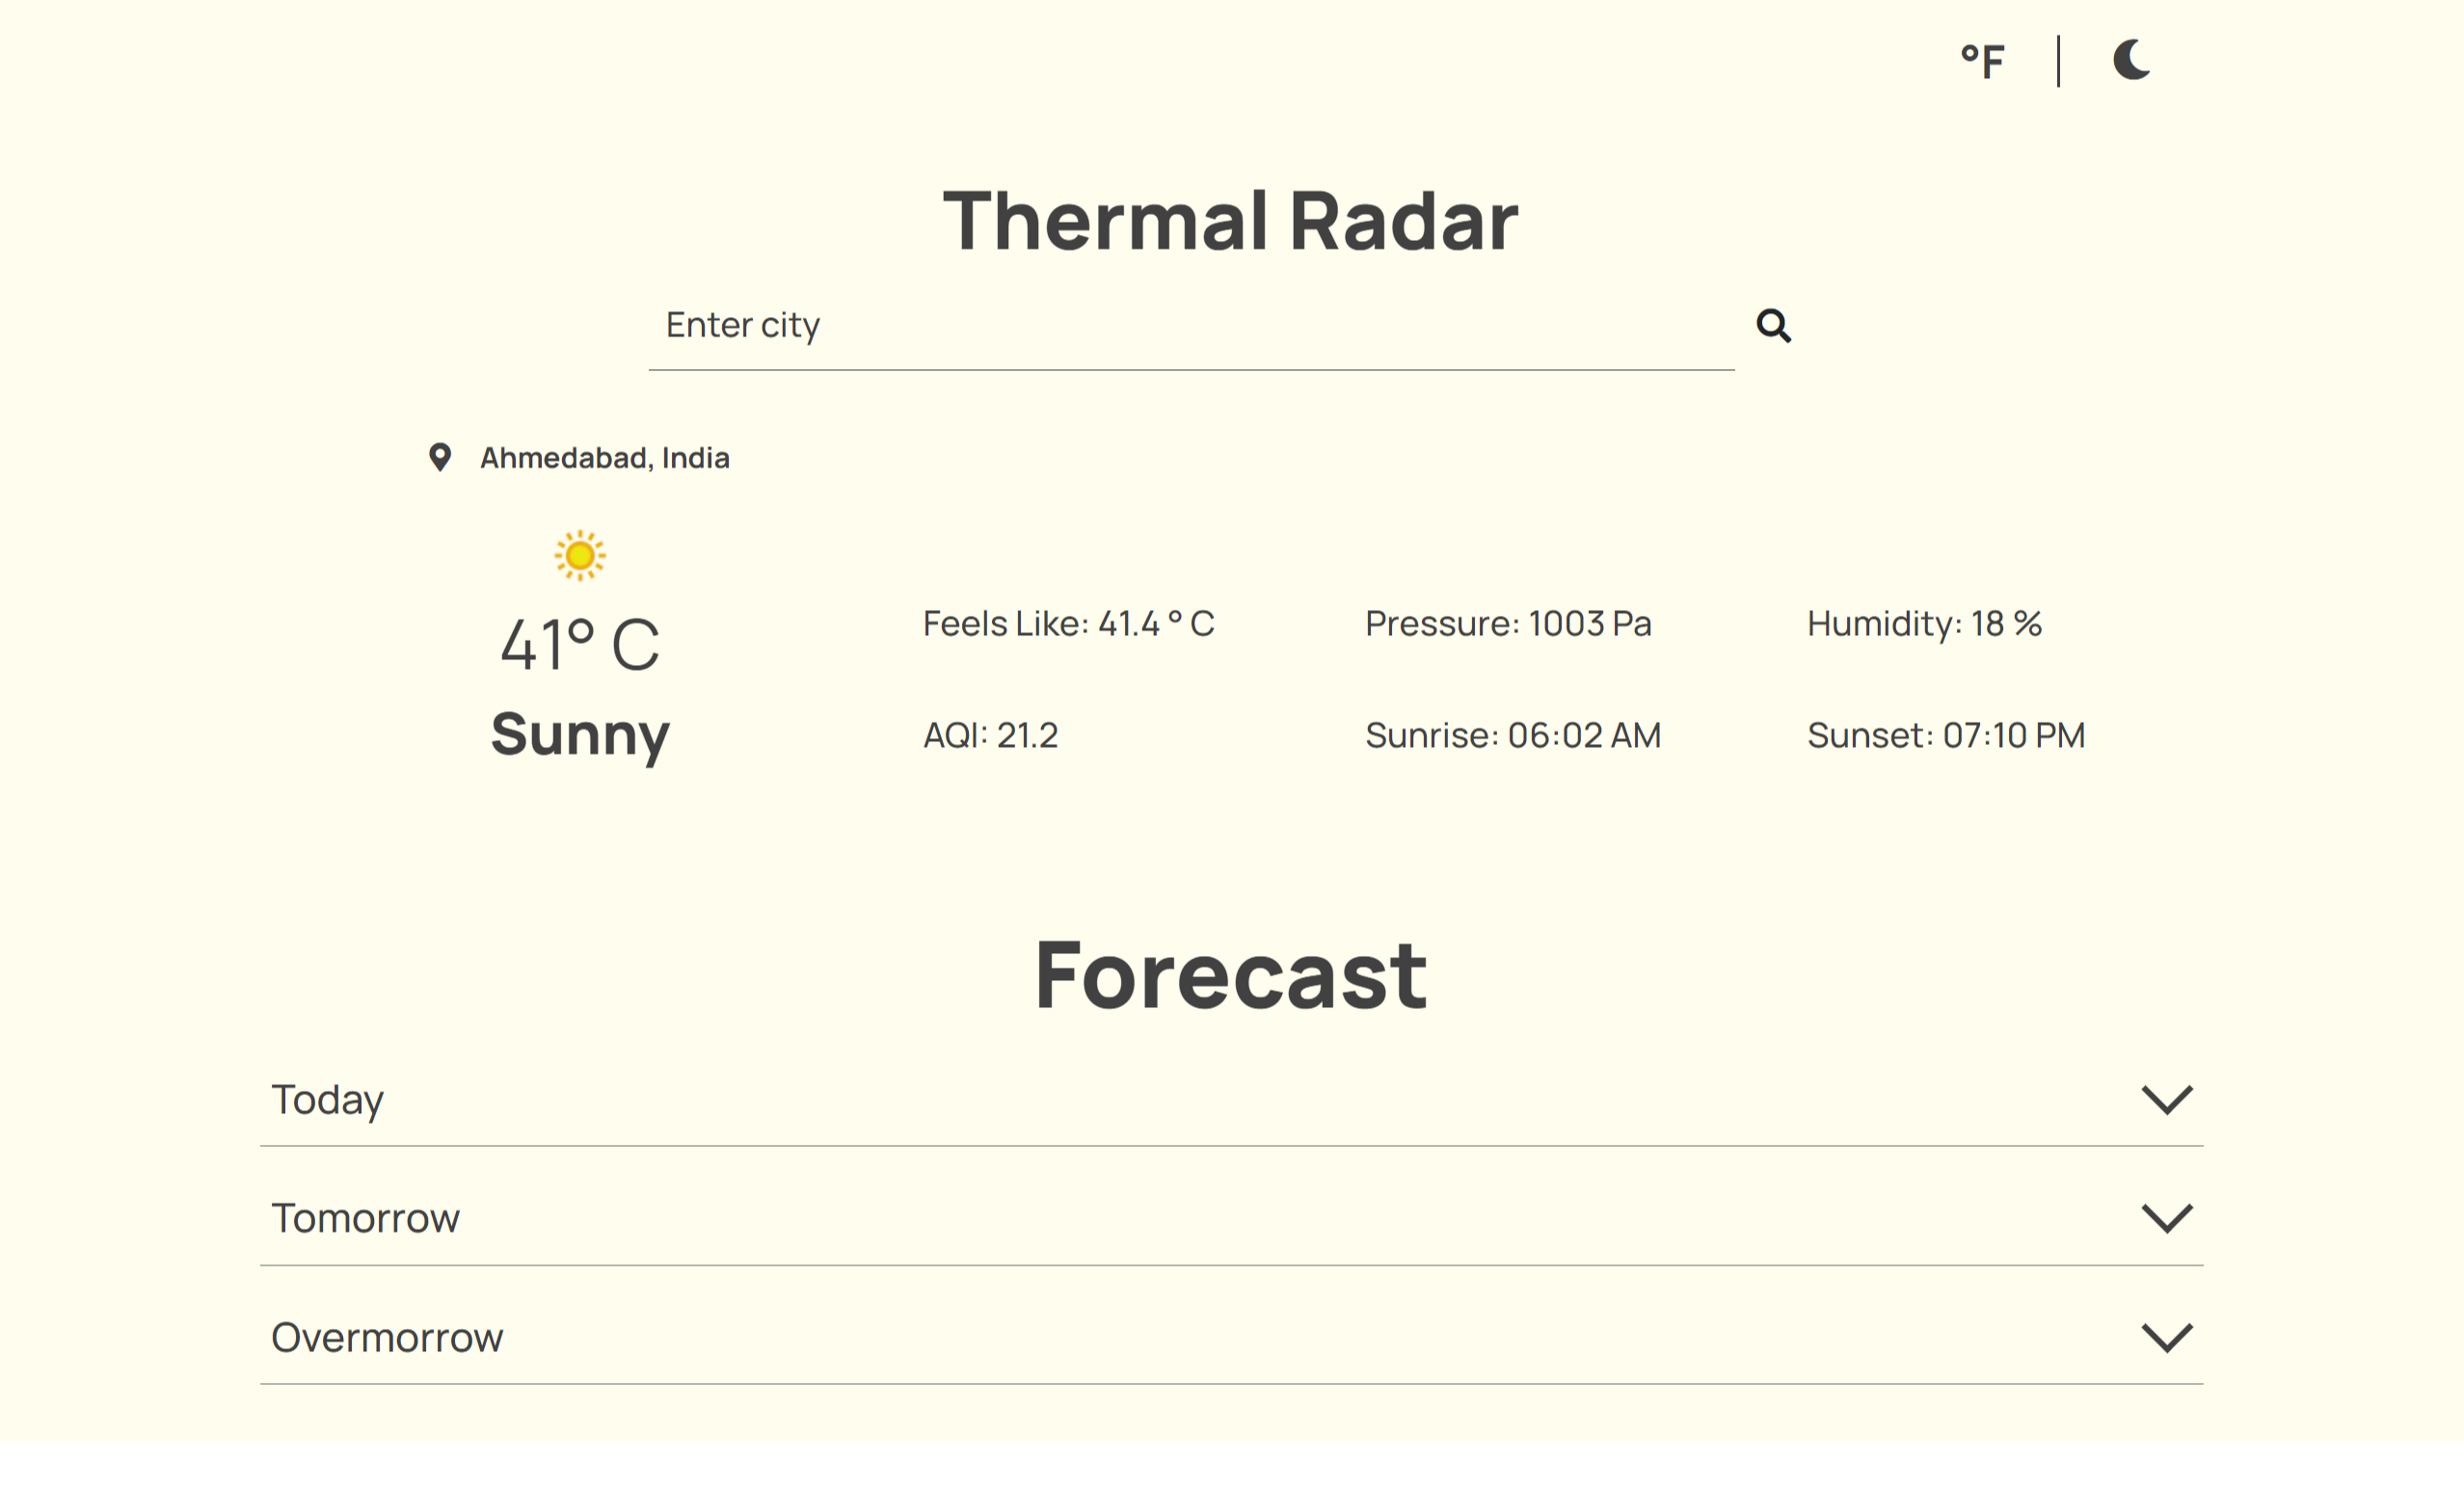 °F
Thermal Radar
Enter city
Ahmedabad, India
41° C
Sunny
Feels Like: 41.4 ° C
Pressure: 1003 Pa
Humidity: 18 %
AQI: 21.2
Sunrise: 06:02 AM
Sunset: 07:10 PM
Forecast
Today
Tomorrow
Overmorrow